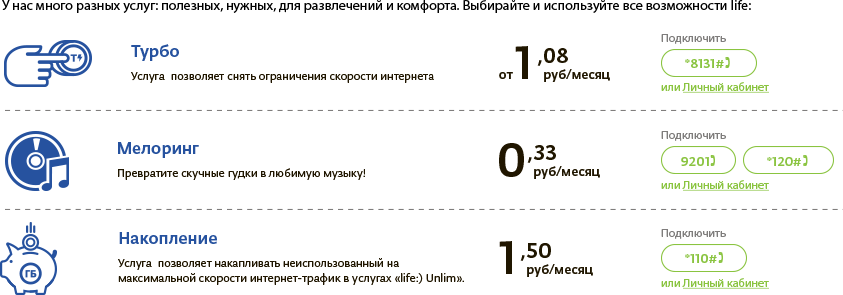 У нас много разных услуг: полезных, нужных, для развлечений и комфорта. Выбирайте и используйте все возможности life:
Турбо
Услуга позволяет снять ограничения скорости интернета
от 1,08 руб/месяц
Подключить
*8131#
или Личный кабинет
Мелоринг
Превратите скучные гудки в любимую музыку!
0,33 руб/месяц
Подключить
9201 *120#
или Личный кабинет
Накопление
Услуга позволяет накапливать неиспользованный на
максимальной скорости интернет-трафик в услугах «life:) Unlim».
ГБ
1,50 руб/месяц
Подключить
*110#
или Личный кабинет